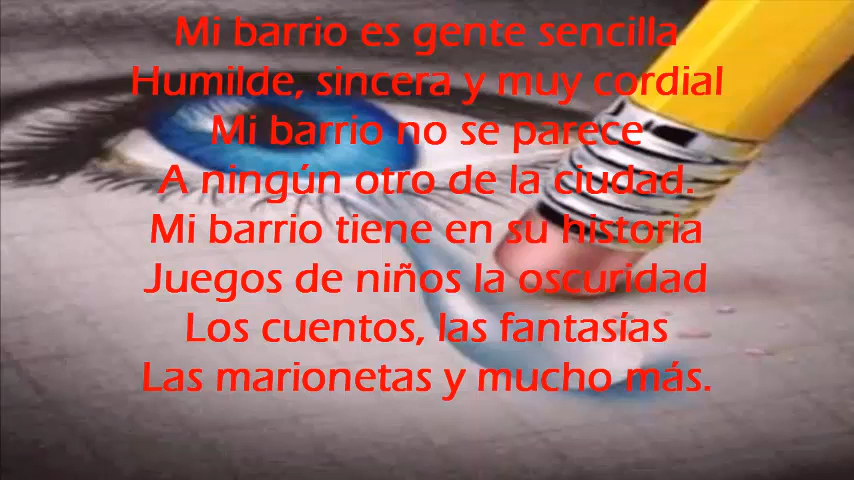 Mi barrio es gente sencilla
Humilde, sincera y muy cordial
Mi barrio no se parece
A ningún otro de la ciudad.
Mi barrio tiene en su historia
Juegos de niños la oscuridad
Los cuentos, las fantasías
Las marionetas y mucho más.